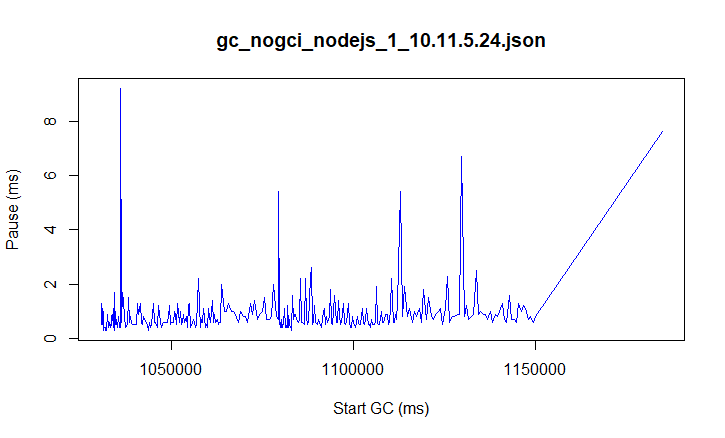 gc_nogci_nodejs_1_10.11.5.24.json
Pause (ms)
8
6
4
2
0
1050000 1100000 1150000
Start GC (ms)